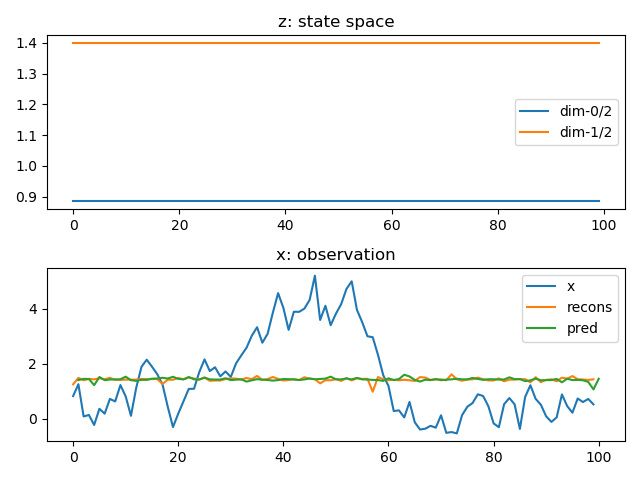 z: state space
1.4
1.3
1.2
1.1
1.0
0.9
dim-0/2
dim-1/2
0 20 40 60 80 100
x: observation
4
2
0
x
recons
pred
0 20 40 60 80 100